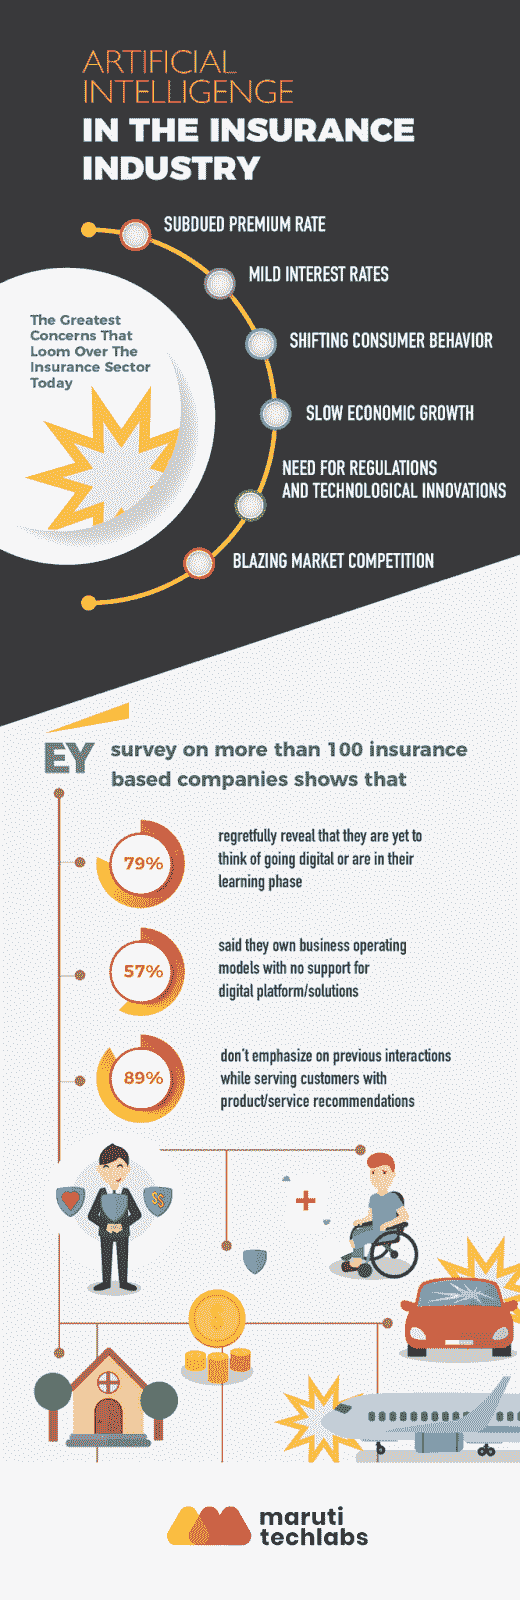 ARTIFICIAL
INTELLIGENCE
IN THE INSURANCE
INDUSTRY
SUBDUED PREMIUM RATE
MILD INTEREST RATES
SHIFTING CONSUMER BEHAVIOR
The Greatest
Concerns That
Loom Over The
Insurance Sector
Today
SLOW ECONOMIC GROWTH
NEED FOR REGULATIONS
AND TECHNOLOGICAL INNOVATIONS
BLAZING MARKET COMPETITION
EY survey on more than 100 insurance
based companies shows that
79%
regretfully reveal that they are yet to
think of going digital or are in their
learning phase
57%
said they own business operating
models with no support for
digital platform/solutions
89%
don't emphasize on previous interactions
while serving customers with
product/service recommendations
$$
$
maruti
techlabs